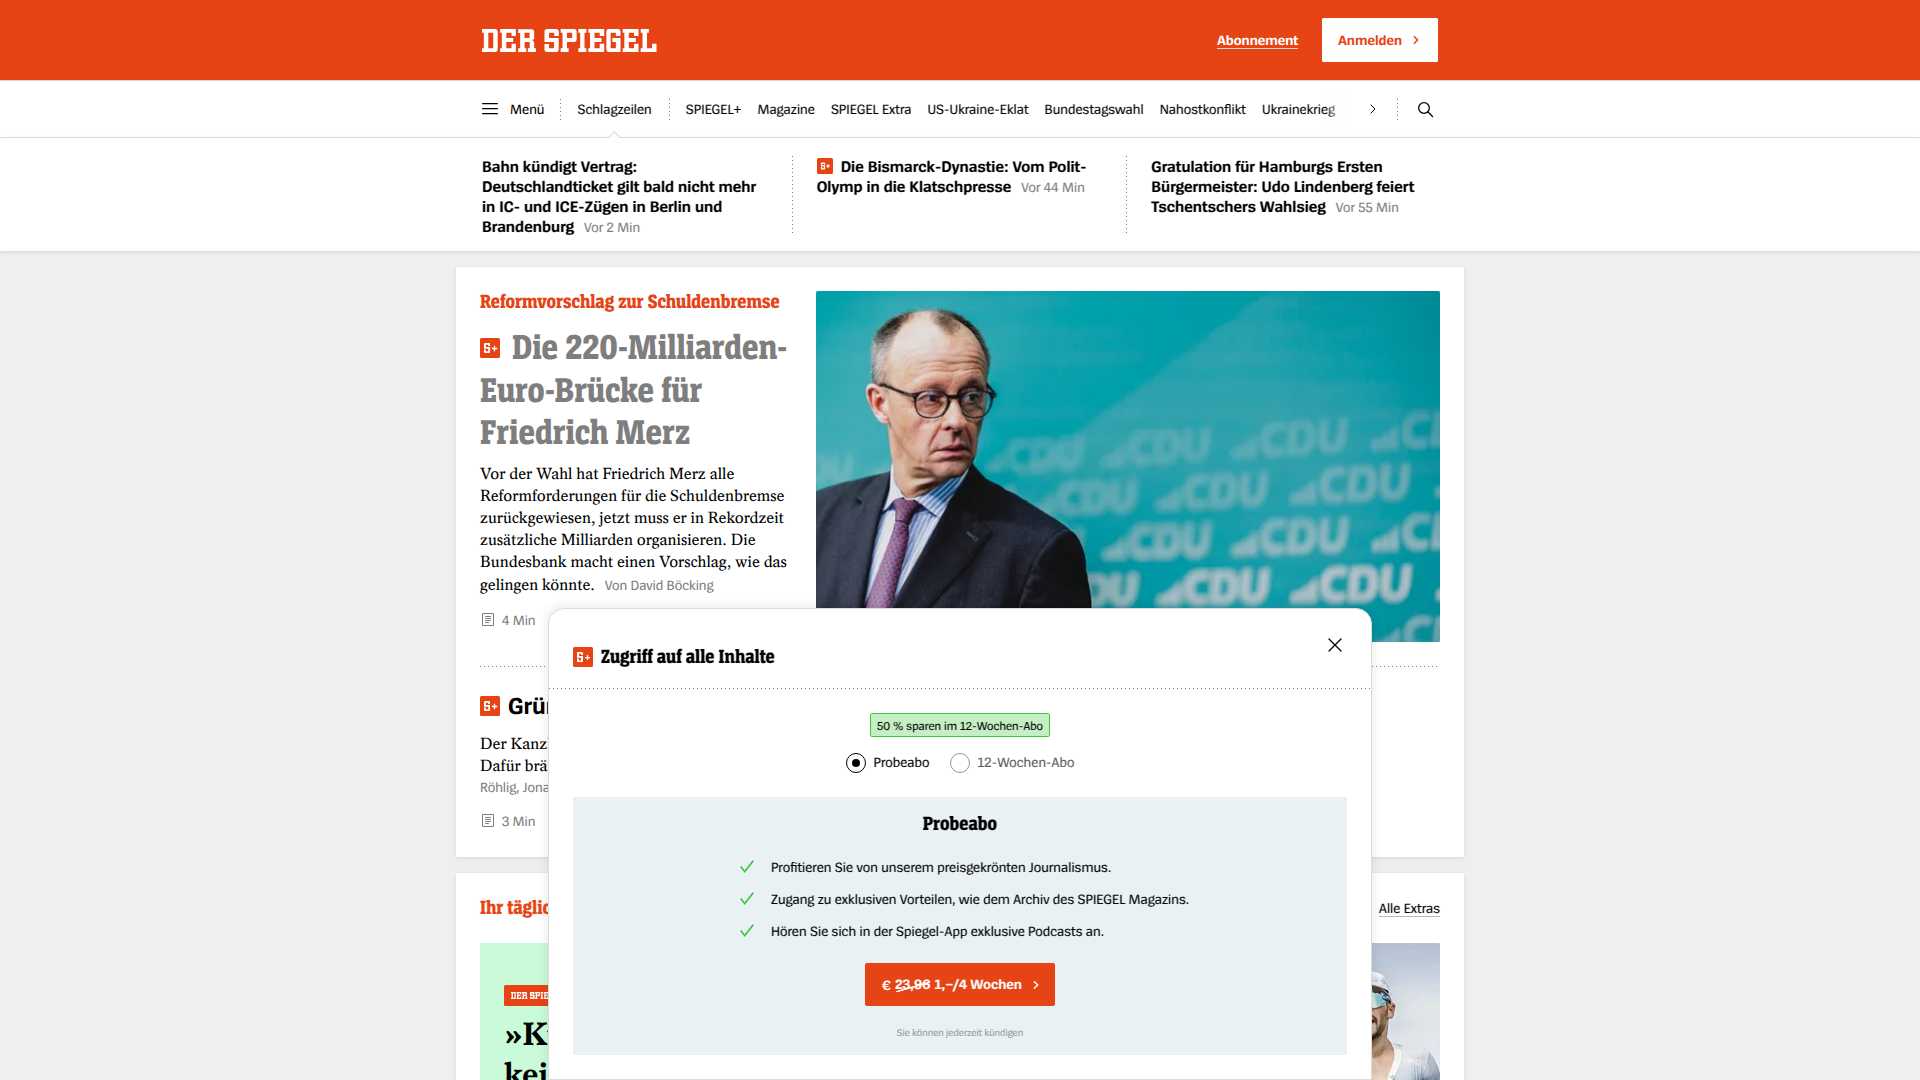 DER SPIEGEL
Abonnement
Anmelden
Menü
Schlagzeilen
SPIEGEL+
Magazine
SPIEGEL Extra
US-Ukraine-Eklat
Bundestagswahl
Nahostkonflikt
Ukrainekrieg
Bahn kündigt Vertrag:
Deutschlandticket gilt bald nicht mehr
in IC- und ICE-Zügen in Berlin und
Brandenburg Vor 2 Min
Die Bismarck-Dynastie: Vom Polit-
Olymp in die Klatschpresse Vor 44 Min
Gratulation für Hamburgs Ersten
Bürgermeister: Udo Lindenberg feiert
Tschentschers Wahlsieg Vor 55 Min
Reformvorschlag zur Schuldenbremse
Die 220-Milliarden-
Euro-Brücke für
Friedrich Merz
Vor der Wahl hat Friedrich Merz alle
Reformforderungen für die Schuldenbremse
zurückgewiesen, jetzt muss er in Rekordzeit
zusätzliche Milliarden organisieren. Die
Bundesbank macht einen Vorschlag, wie das
gelingen könnte. Von David Böcking
4 Min
CDU CDU CDU
CDU CDU CDU
CDU CDU CDU
CDU CDU CDU
Zugriff auf alle Inhalte
50 % sparen im 12-Wochen-Abo
Probeabo
12-Wochen-Abo
Probeabo
Profitieren Sie von unserem preisgekrönten Journalismus.
Zugang zu exklusiven Vorteilen, wie dem Archiv des SPIEGEL Magazins.
Hören Sie sich in der Spiegel-App exklusive Podcasts an.
€ 23,96 1,–/4 Wochen
Sie können jederzeit kündigen
Grü
Der Kanz
Dafür brä
Röhlig, Jona
3 Min
Ihr täglic
Alle Extras
DER SPIE
»K
kei